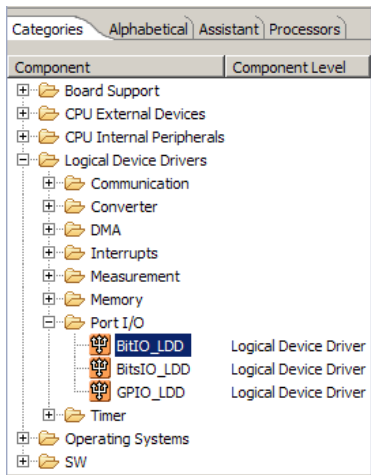 Categories Alphabetical Assistant Processors
Component Component Level
Board Support
CPU External Devices
CPU Internal Peripherals
Logical Device Drivers
Communication
Converter
DMA
Interrupts
Measurement
Memory
Port I/O
BitIO_LDD Logical Device Driver
BitsIO_LDD Logical Device Driver
GPIO_LDD Logical Device Driver
Timer
Operating Systems
SW